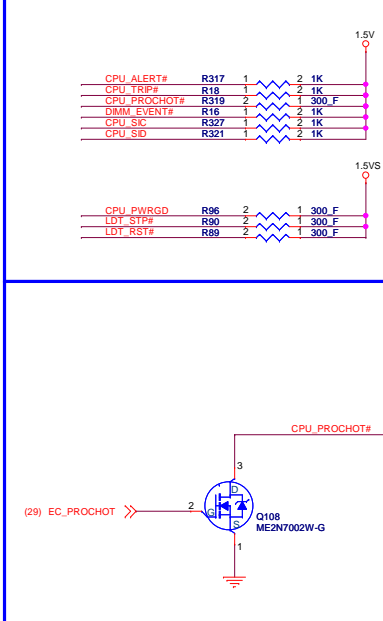 1.5V
CPU_ALERT# R317 1 2 1K
CPU_TRIP# R18 1 2 1K
CPU_PROCHOT# R319 2 1 300_F
DIMM_EVENT# R16 1 2 1K
CPU_SIC R327 1 2 1K
CPU_SID R321 1 2 1K
1.5VS
CPU_PWRGD R96 2 1 300_F
LDT_STP# R90 2 1 300_F
LDT_RST# R89 2 1 300_F
CPU_PROCHOT#
3
D
(29) EC_PROCHOT 2 G
Q108
S ME2N7002W-G
1